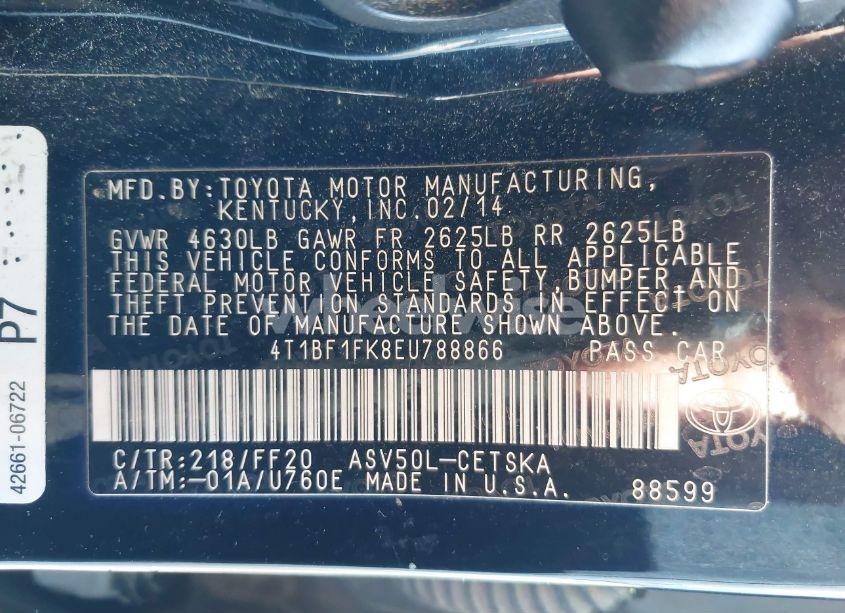 MFD.BY:TOYOTA MOTOR MANUFACTURING,
KENTUCKY,INC.02/14
GVWR 4630LB GAWR FR 2625LB RR 2625LB
THIS VEHICLE CONFORMS TO ALL APPLICABLE
FEDERAL MOTOR VEHICLE SAFETY,BUMPER,AND
THEFT PREVENTION STANDARDS IN EFFECT ON
THE DATE OF MANUFACTURE SHOWN ABOVE.
4T1BF1FK8EU788866 PASS CAR
C/TR:218/FF20 ASV50L-CETSKA
A/TM:-01A/U760E MADE IN U.S.A. 88599
TOYOTA
P7
42661-06722